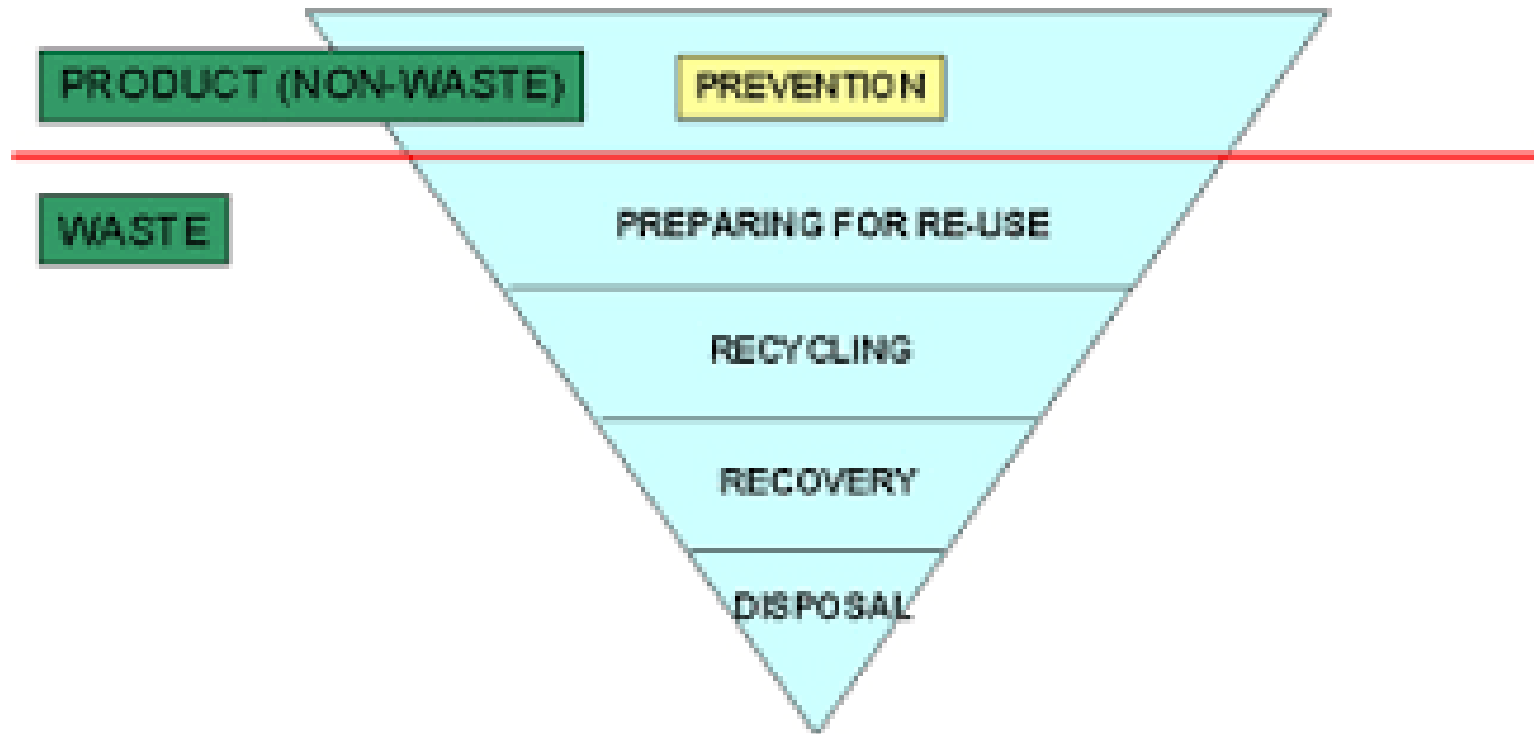 PRODUCT (NON-WASTE)
PREVENTION
WASTE
PREPARING FOR RE-USE
RECYCLING
RECOVERY
DISPOSAL